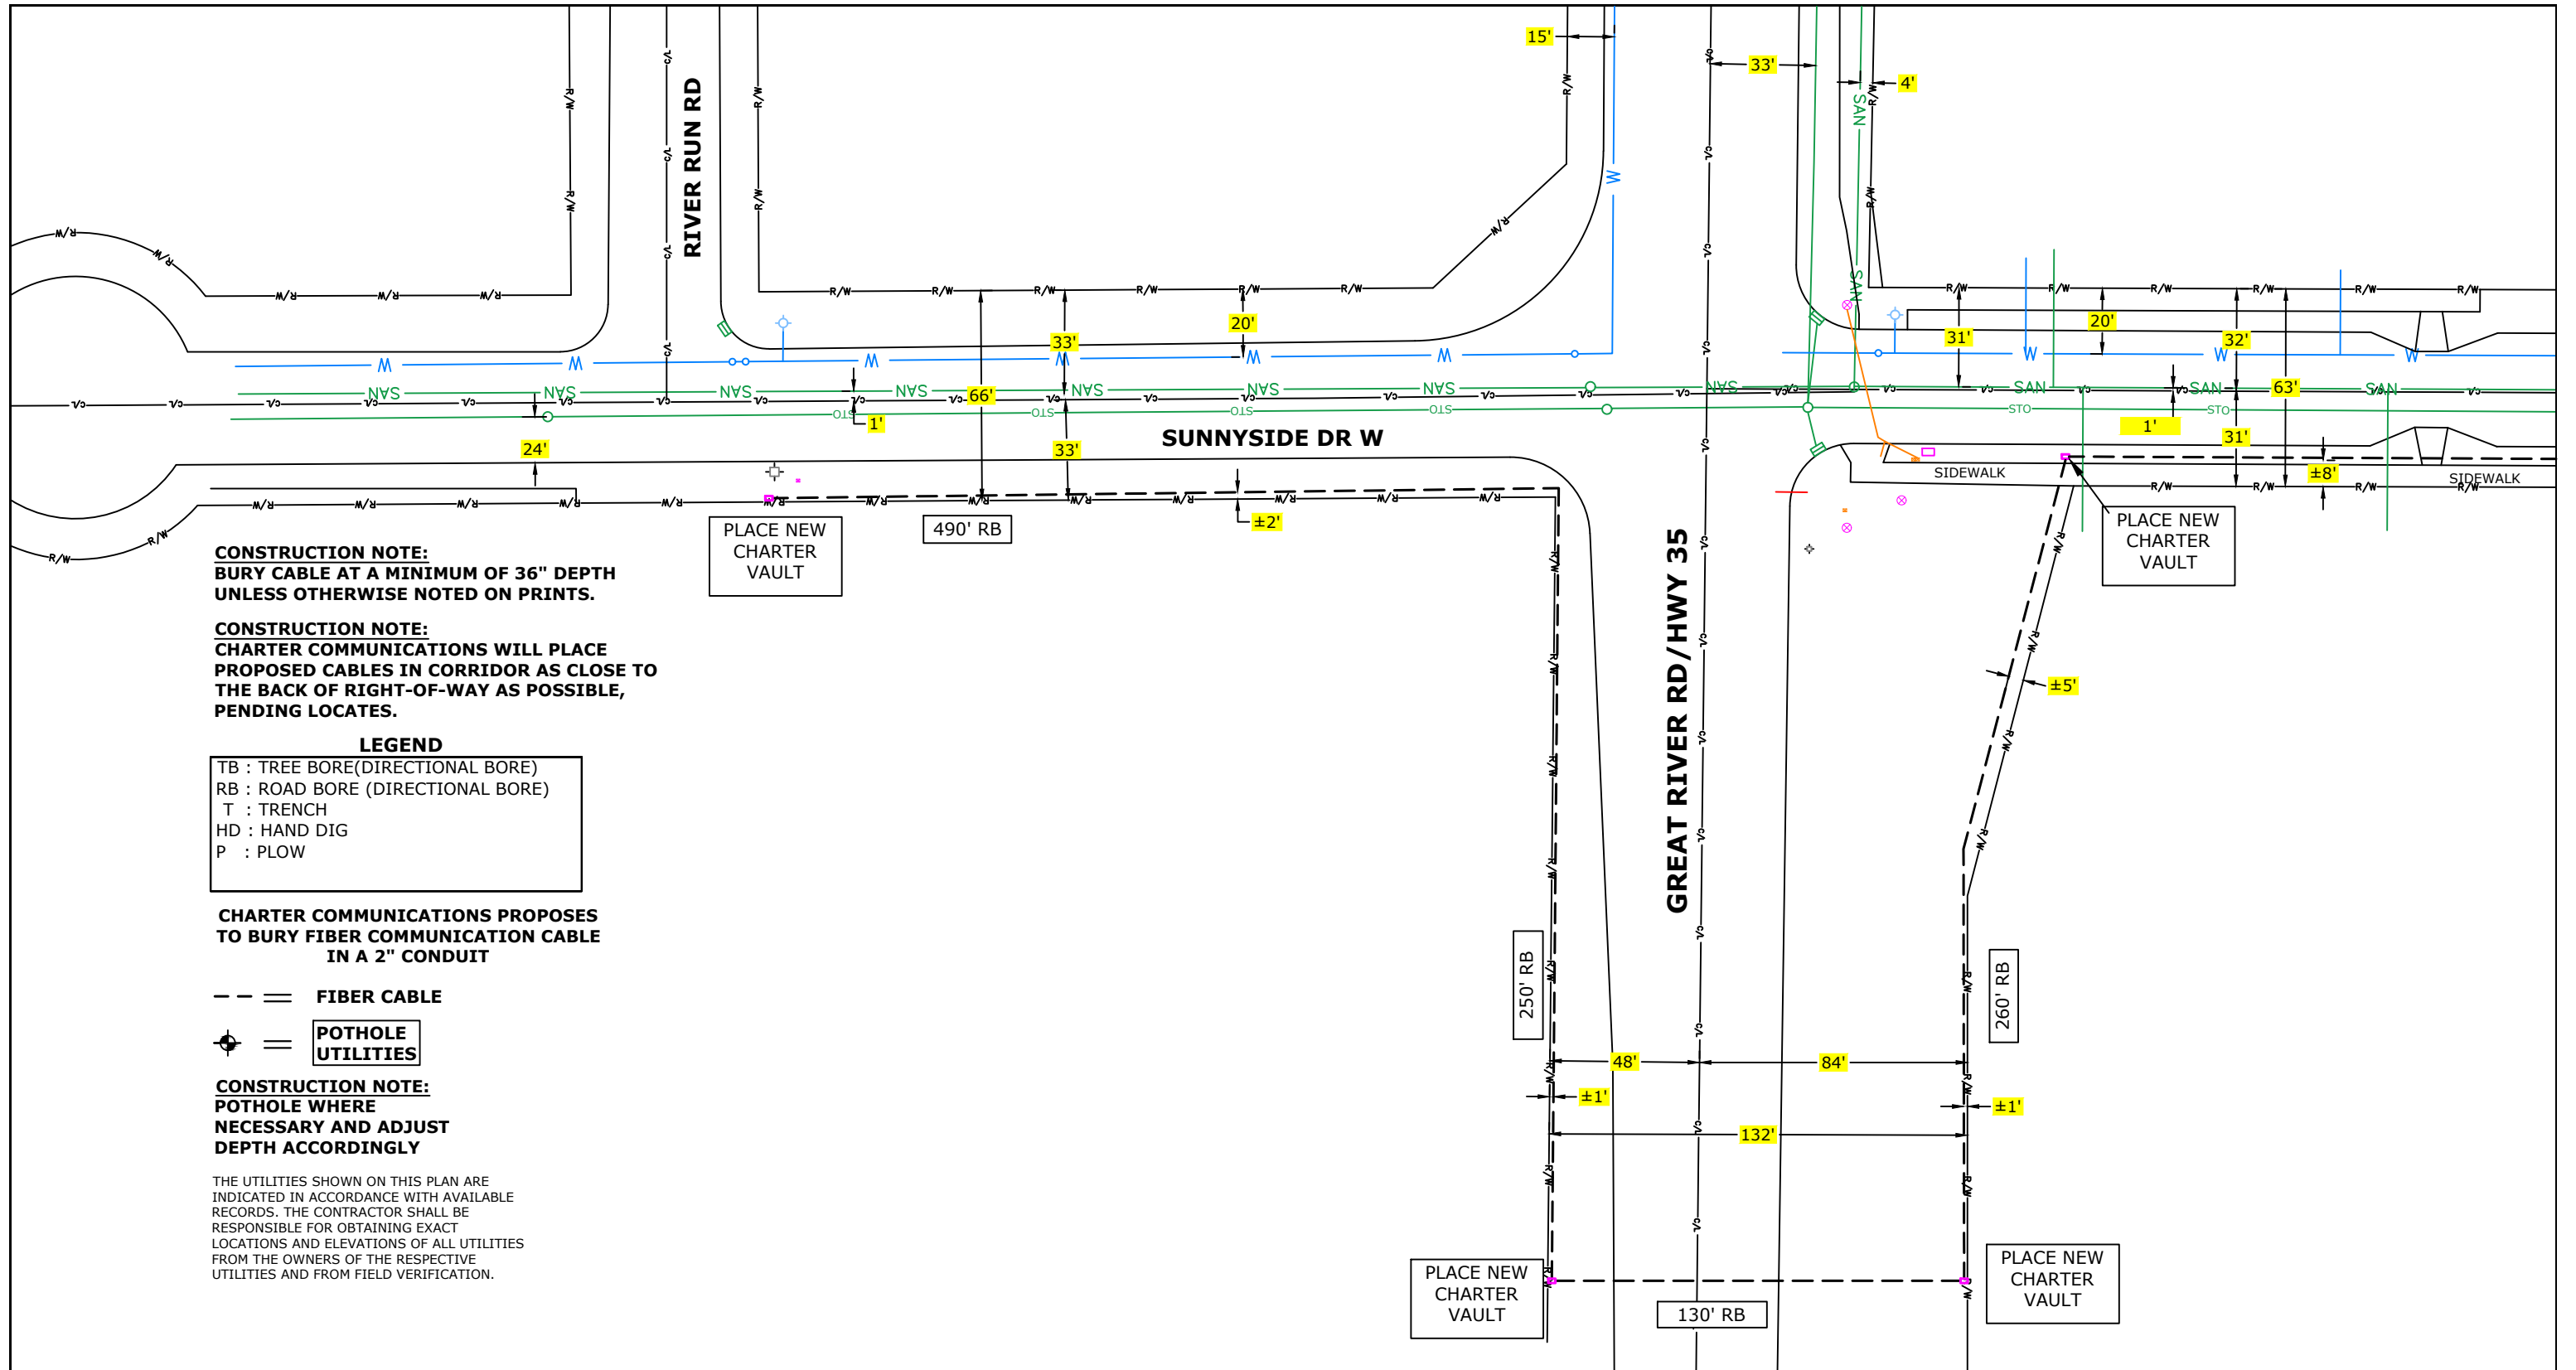 15'
33'
4'
RIVER RUN RD
20'
33'
66'
1'
33'
24'
±2'
31'
20'
32'
63'
1'
31'
±8'
SUNNYSIDE DR W
SIDEWALK
SIDEWALK
R/W
C/L
W
SAN
STO
PLACE NEW
CHARTER
VAULT
490' RB
PLACE NEW
CHARTER
VAULT
CONSTRUCTION NOTE:
BURY CABLE AT A MINIMUM OF 36" DEPTH
UNLESS OTHERWISE NOTED ON PRINTS.
CONSTRUCTION NOTE:
CHARTER COMMUNICATIONS WILL PLACE
PROPOSED CABLES IN CORRIDOR AS CLOSE TO
THE BACK OF RIGHT-OF-WAY AS POSSIBLE,
PENDING LOCATES.
LEGEND
TB : TREE BORE(DIRECTIONAL BORE)
RB : ROAD BORE (DIRECTIONAL BORE)
T : TRENCH
HD : HAND DIG
P : PLOW
CHARTER COMMUNICATIONS PROPOSES
TO BURY FIBER COMMUNICATION CABLE
IN A 2" CONDUIT
FIBER CABLE
POTHOLE
UTILITIES
CONSTRUCTION NOTE:
POTHOLE WHERE
NECESSARY AND ADJUST
DEPTH ACCORDINGLY
THE UTILITIES SHOWN ON THIS PLAN ARE
INDICATED IN ACCORDANCE WITH AVAILABLE
RECORDS. THE CONTRACTOR SHALL BE
RESPONSIBLE FOR OBTAINING EXACT
LOCATIONS AND ELEVATIONS OF ALL UTILITIES
FROM THE OWNERS OF THE RESPECTIVE
UTILITIES AND FROM FIELD VERIFICATION.
GREAT RIVER RD/HWY 35
±5'
250' RB
260' RB
48'
84'
±1'
±1'
132'
PLACE NEW
CHARTER
VAULT
130' RB
PLACE NEW
CHARTER
VAULT